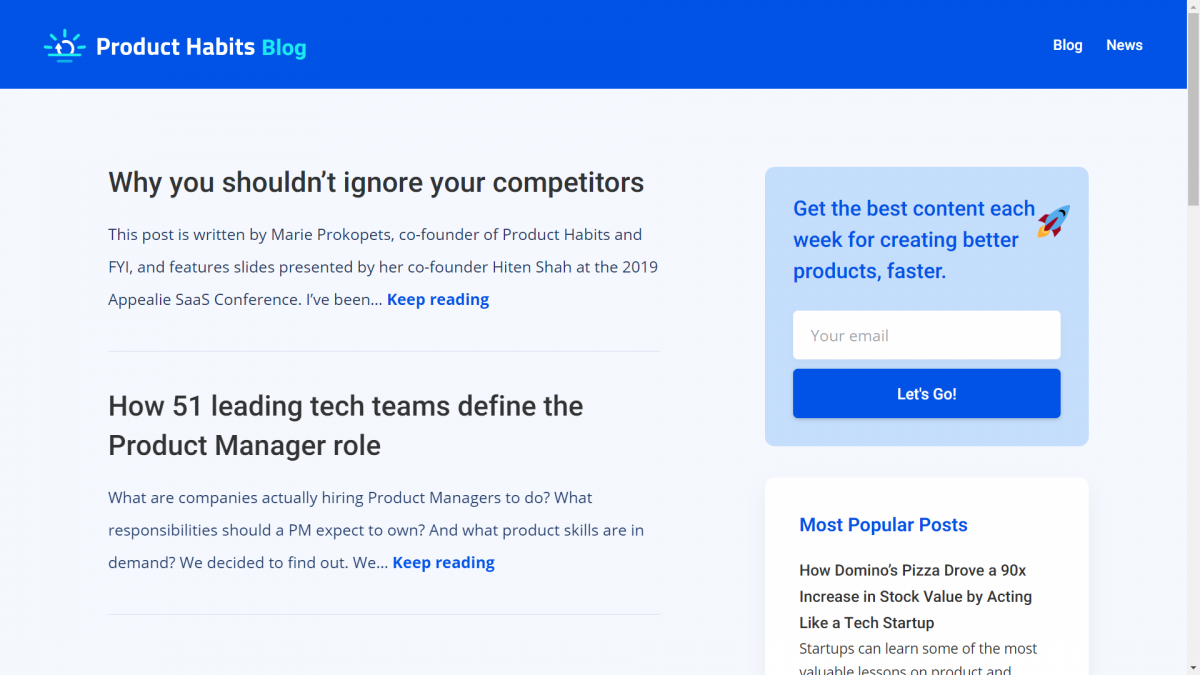 Product Habits Blog
Blog
News
Why you shouldn’t ignore your competitors
This post is written by Marie Prokopets, co-founder of Product Habits and
FYI, and features slides presented by her co-founder Hiten Shah at the 2019
Appealie SaaS Conference. I’ve been... Keep reading
How 51 leading tech teams define the
Product Manager role
What are companies actually hiring Product Managers to do? What
responsibilities should a PM expect to own? And what product skills are in
demand? We decided to find out. We... Keep reading
Get the best content each
week for creating better
products, faster.
Your email
Let's Go!
Most Popular Posts
How Domino’s Pizza Drove a 90x
Increase in Stock Value by Acting
Like a Tech Startup
Startups can learn some of the most
valuable lessons on product and